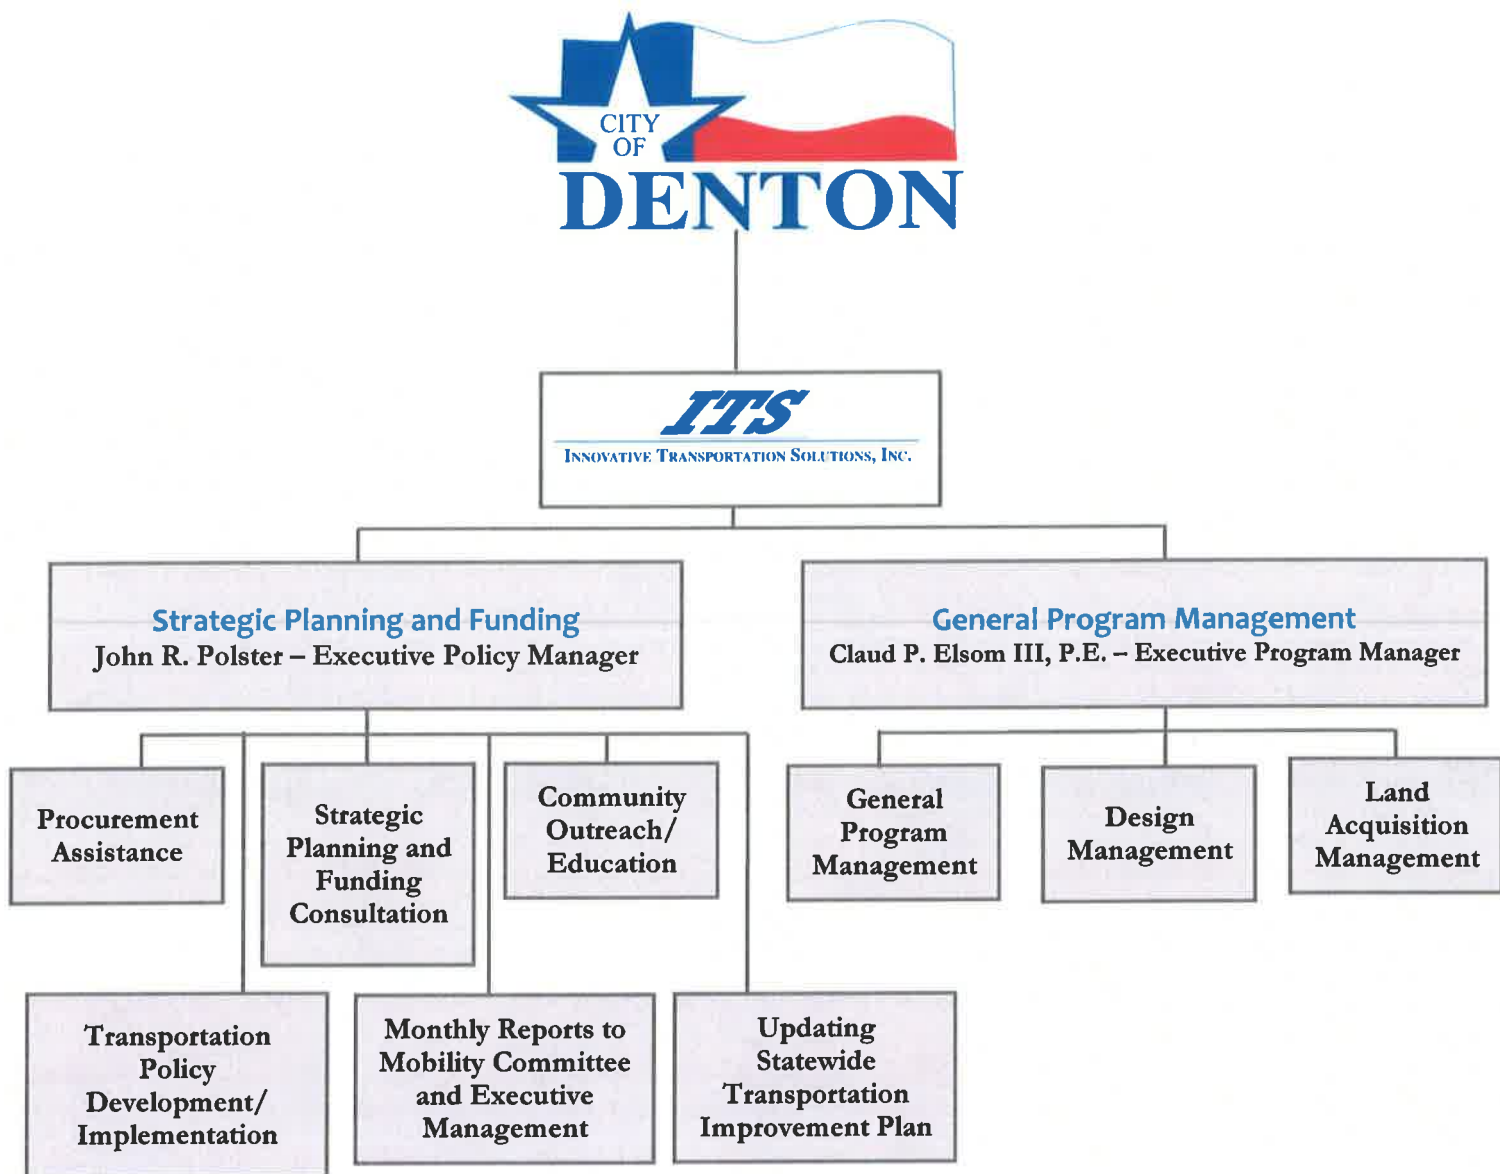 CITY
OF
DENTON
ITS
INNOVATIVE TRANSPORTATION SOLUTIONS, INC.
Strategic Planning and Funding
John R. Polster – Executive Policy Manager
General Program Management
Claud P. Elsom III, P.E. – Executive Program Manager
Procurement
Assistance
Strategic
Planning and
Funding
Consultation
Community
Outreach/
Education
General
Program
Management
Design
Management
Land
Acquisition
Management
Transportation
Policy
Development/
Implementation
Monthly Reports to
Mobility Committee
and Executive
Management
Updating
Statewide
Transportation
Improvement Plan